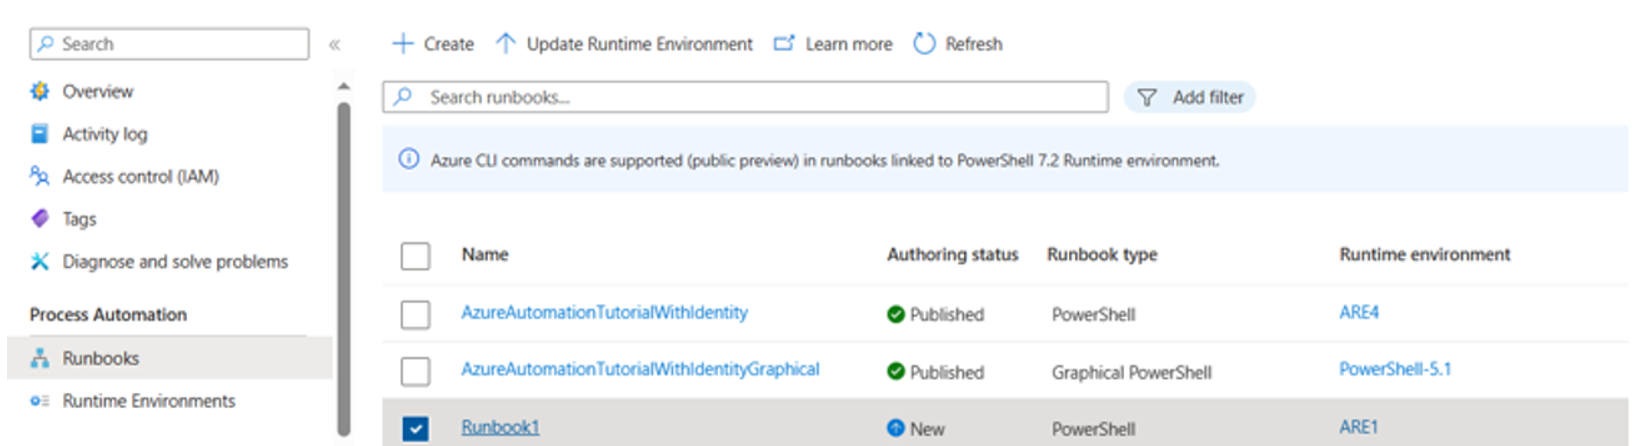 Search
«
Overview
Activity log
Access control (IAM)
Tags
Diagnose and solve problems
Process Automation
Runbooks
Runtime Environments
Create Update Runtime Environment Learn more Refresh
Search runbooks... Add filter
Azure CLI commands are supported (public preview) in runbooks linked to PowerShell 7.2 Runtime environment.
Name Authoring status Runbook type Runtime environment
AzureAutomationTutorialWithIdentity Published PowerShell ARE4
AzureAutomationTutorialWithIdentityGraphical Published Graphical PowerShell PowerShell-5.1
Runbook1 New PowerShell ARE1